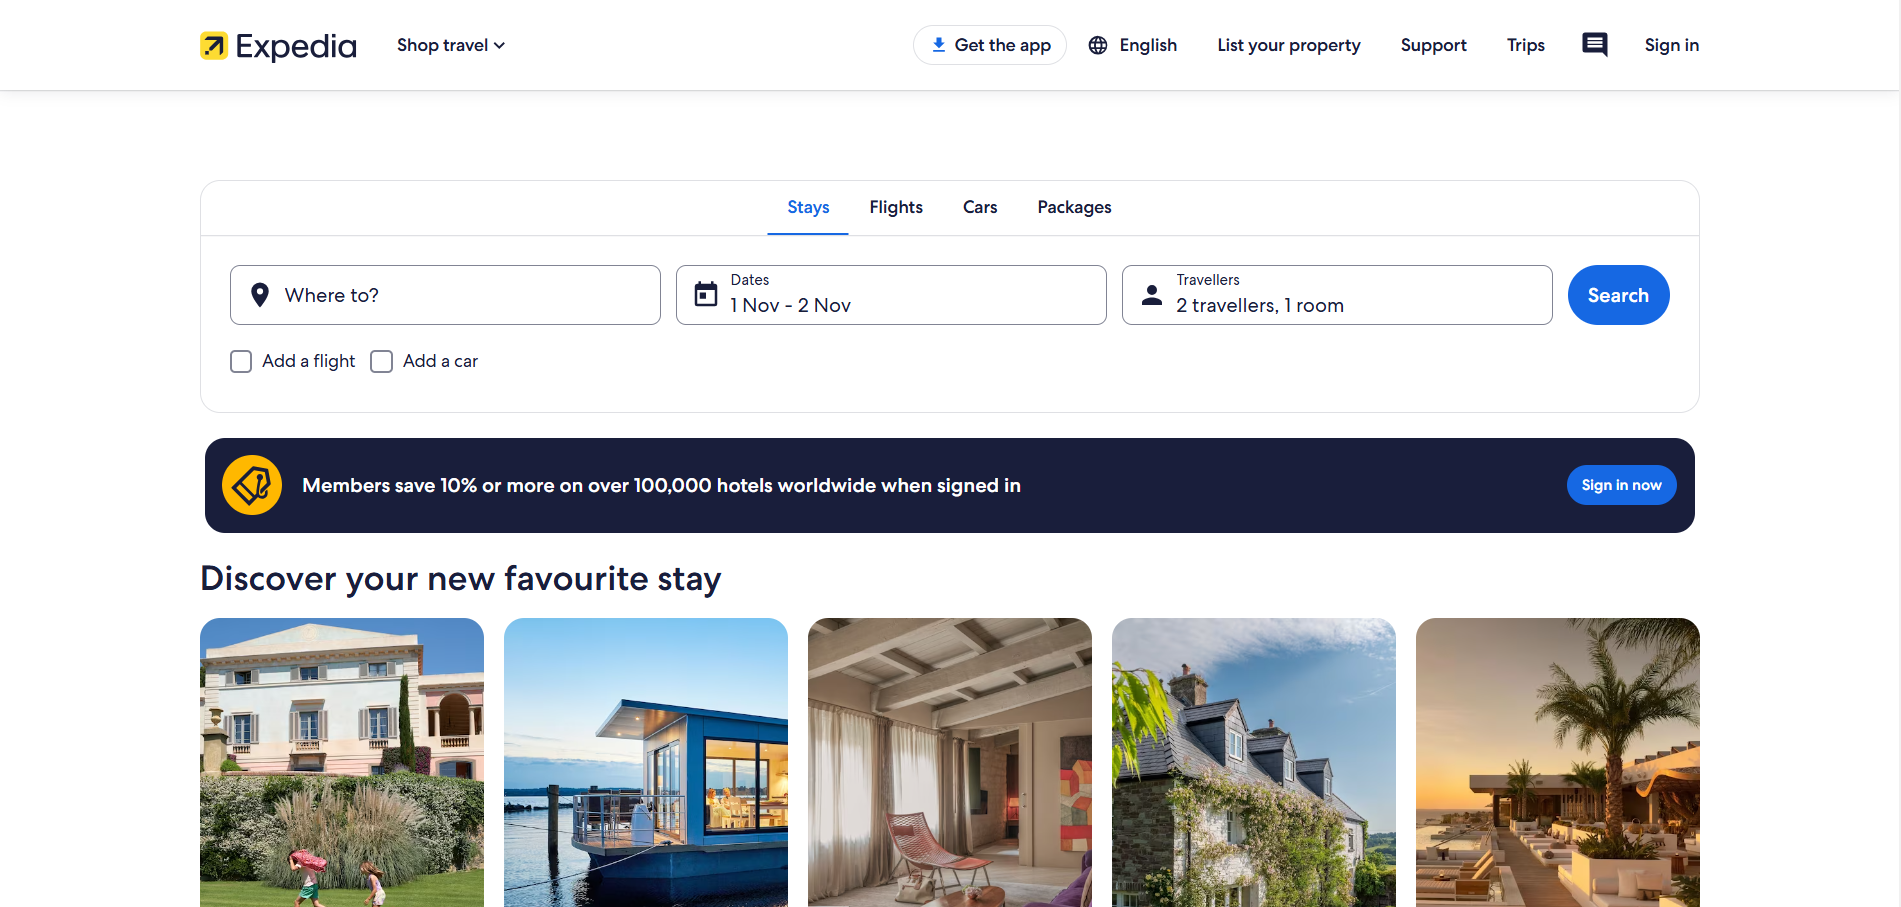 Expedia
Shop travel
Get the app
English
List your property
Support
Trips
Sign in
Stays
Flights
Cars
Packages
Where to?
Dates
1 Nov - 2 Nov
Travellers
2 travellers, 1 room
Search
Add a flight
Add a car
Members save 10% or more on over 100,000 hotels worldwide when signed in
Sign in now
Discover your new favourite stay